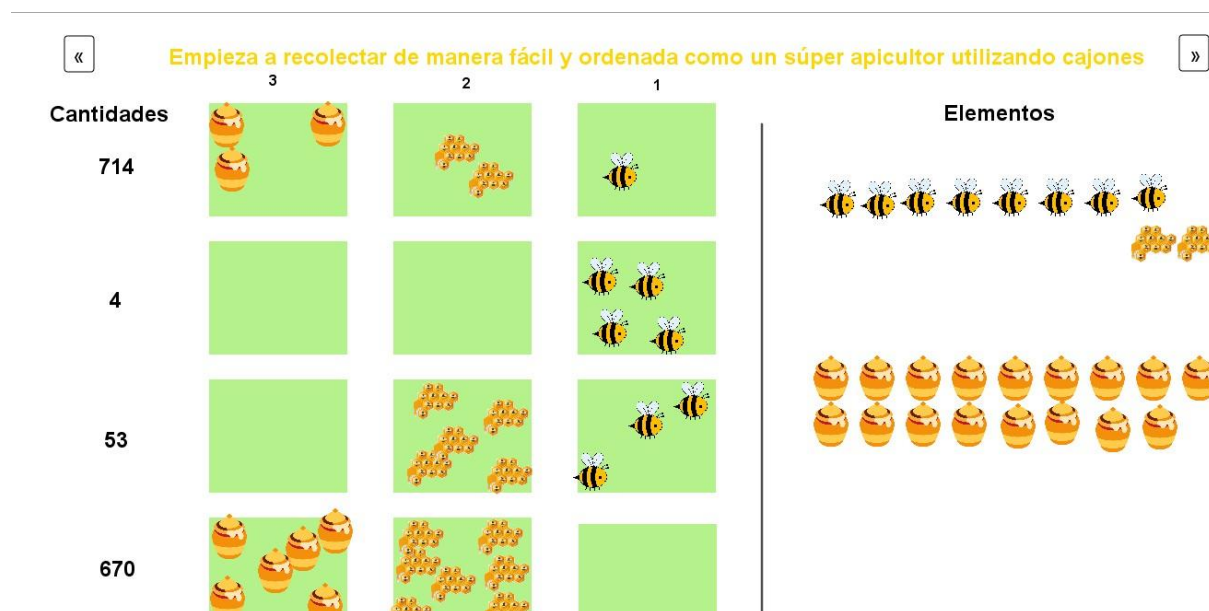 «
Empieza a recolectar de manera fácil y ordenada como un súper apicultor utilizando cajones
»
3 2 1
Cantidades
Elementos
714
4
53
670